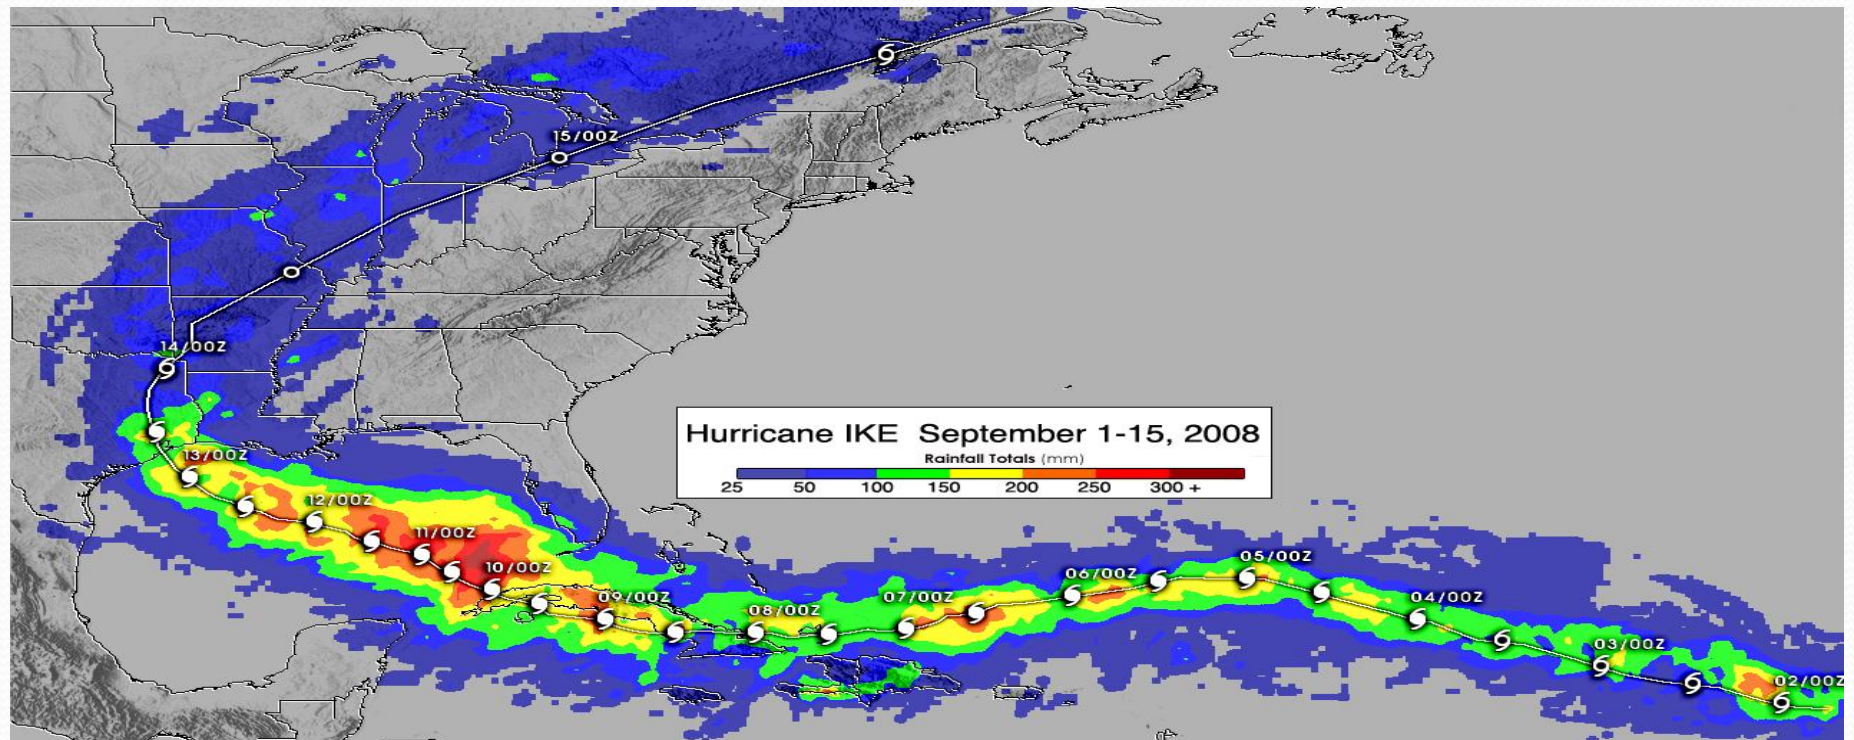 15/00Z
14/00Z
Hurricane IKE  September 1-15, 2008
Rainfall Totals (mm)
25 50 100 150 200 250 300 +
13/00Z
12/00Z
11/00Z
10/00Z
09/00Z
08/00Z
07/00Z
06/00Z
05/00Z
04/00Z
03/00Z
02/00Z